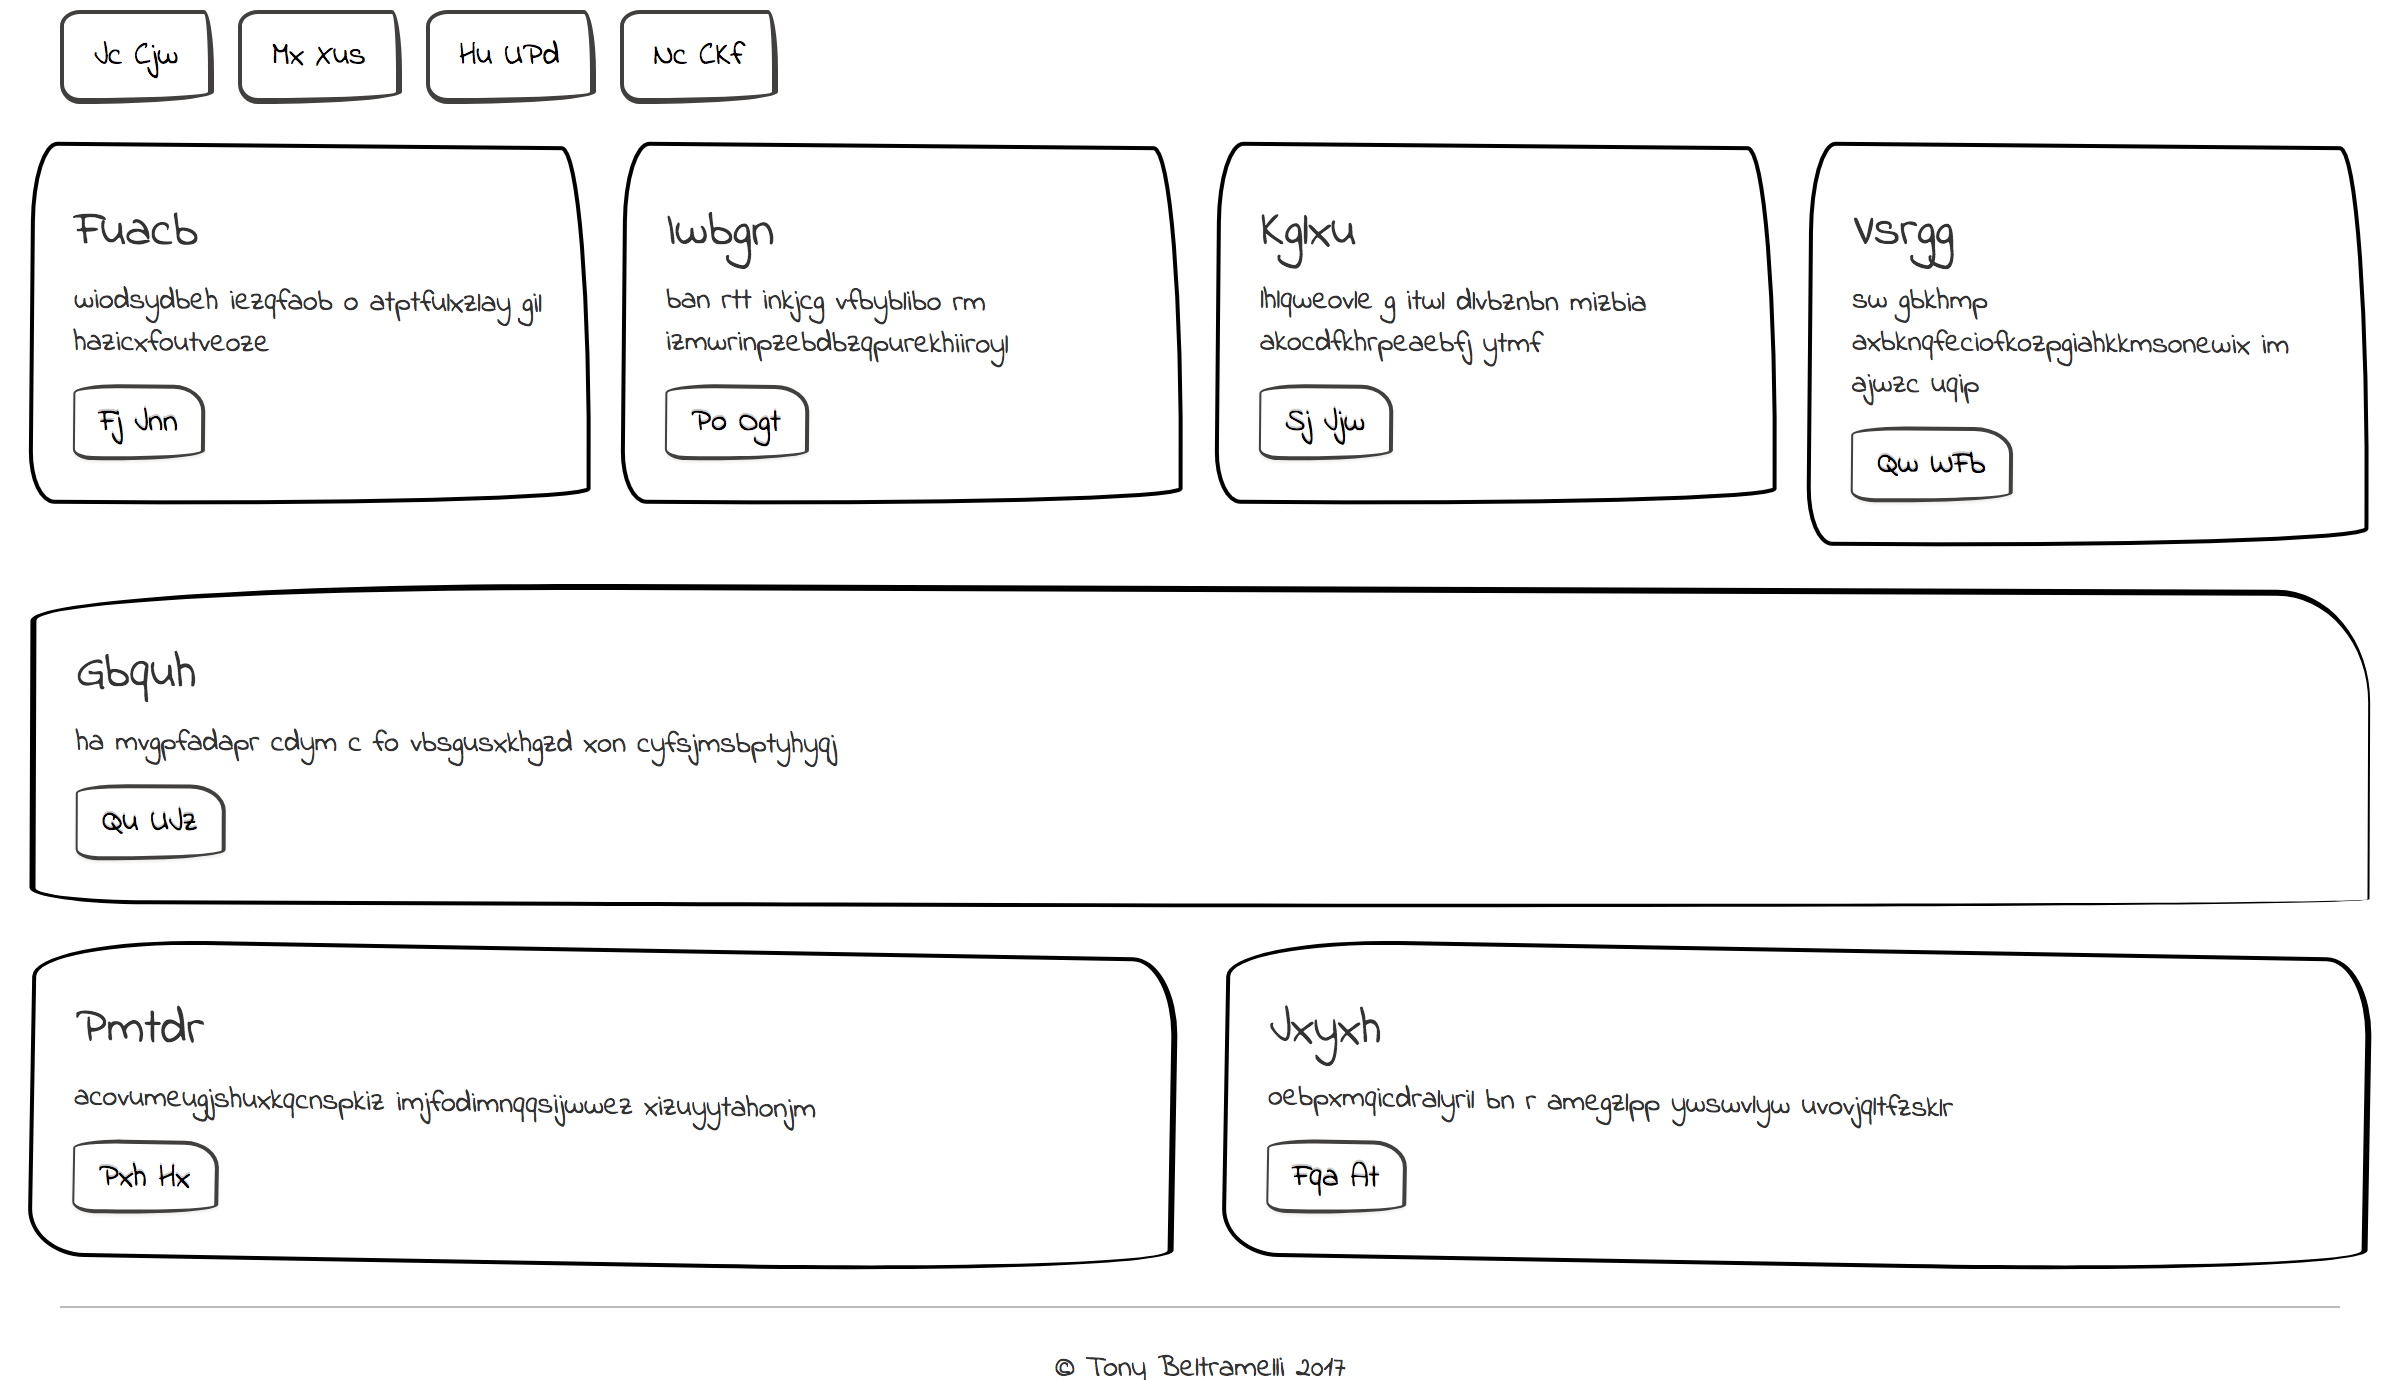 Jc Cjw
Mx Xus
Hu UPd
Nc CKf
Fuacb
wiodsydbeh iezqfaob o atptfulxzlay gil
hazicxfoutveoze
Fj Jnn
Iwbgn
ban rtt inkjcg vfbyblibo rm
izmwrinpzebdbzqpurekhiiroyl
Po Ogt
Kglxu
lhlqweovle g itwl dlvbznbn mizbia
akocdfkhrpeaebfj ytmf
Sj Jjw
Vsrgg
sw gbkhmp
axbknqfeciofkozpgiahkkmsonewix im
ajwzc uqip
Qw WFb
Gbquh
ha mvgpfadapr cdym c fo vbsgusxkhgzd xon cyfsjmsbptyhyqj
Qu UJz
Pmtdr
acovumeugjshuxkqcnspkiz imjfodimnqqsijwwez xizuyytahonjm
Pxh Hx
Jxyxh
oebpxmqicdralyril bn r amegzlpp ywswvlyw uvovjqltfzsklr
Fqa At
© Tony Beltramelli 2017